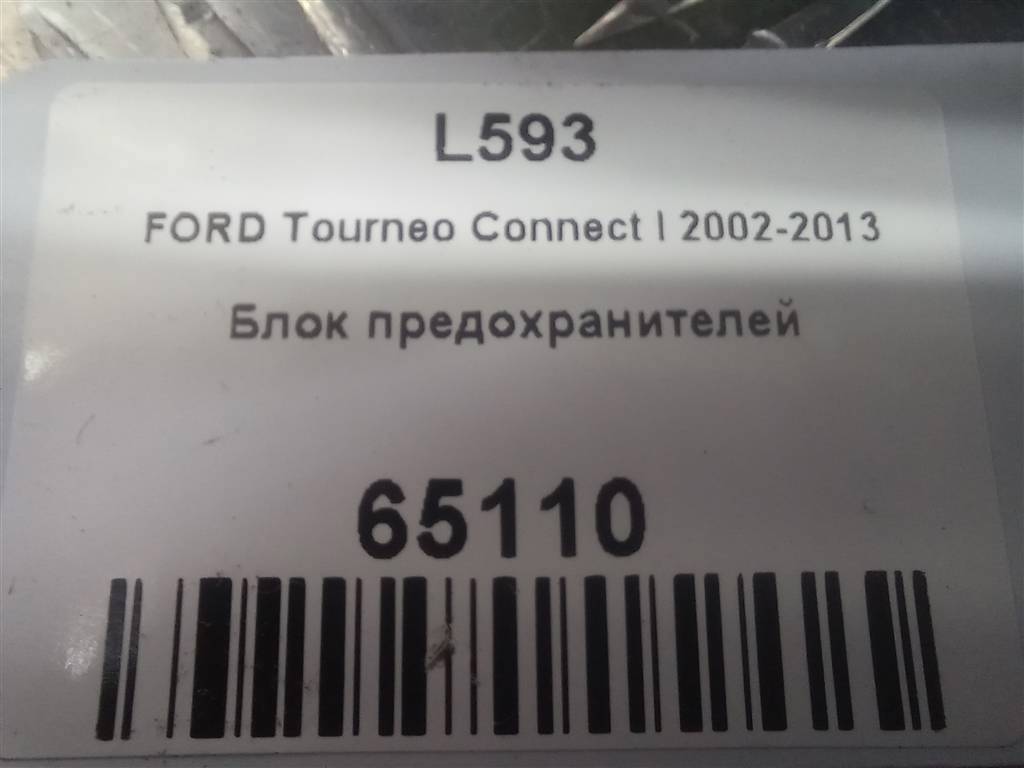 L593
FORD Tourneo Connect I 2002-2013
Блок предохранителей
65110